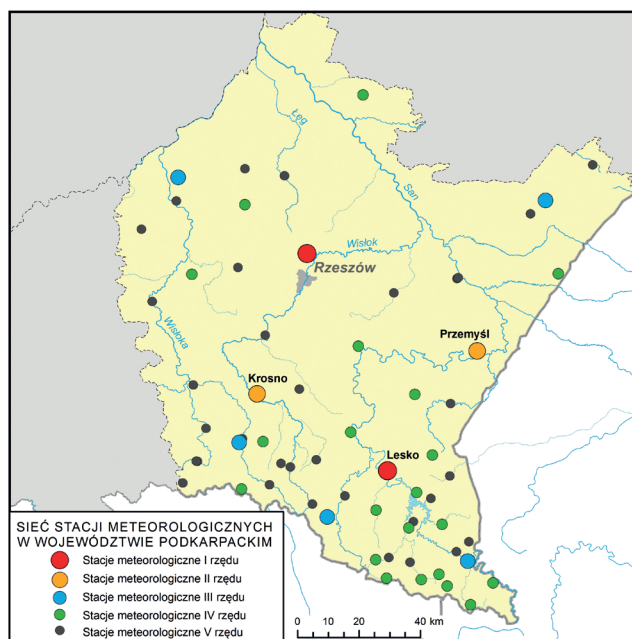 Łęg
San
Wisłok
Rzeszów
Wisłoka
Przemyśl
Krosno
Lesko
SIEĆ STACJI METEOROLOGICZNYCH
W WOJEWÓDZTWIE PODKARPACKIM
Stacje meteorologiczne I rzędu
Stacje meteorologiczne II rzędu
Stacje meteorologiczne III rzędu
Stacje meteorologiczne IV rzędu
Stacje meteorologiczne V rzędu
0 10 20 30 40 km